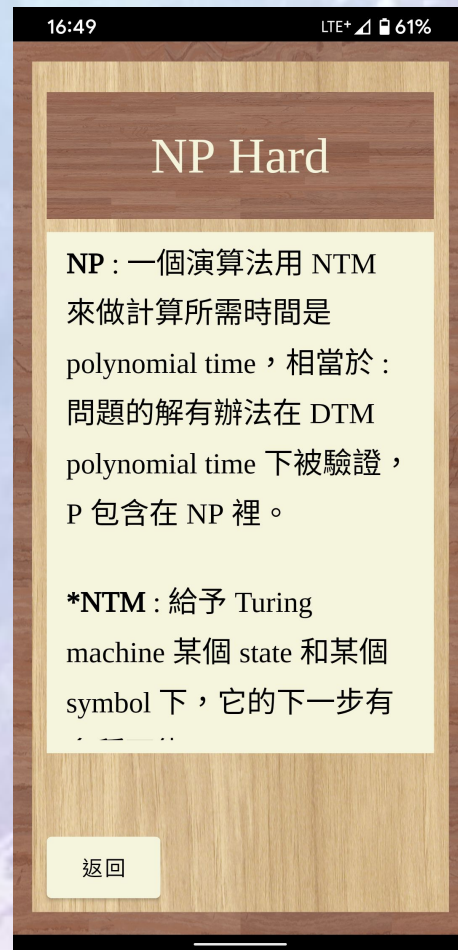 16:49
LTE+ 61%
NP Hard
NP : 一個演算法用 NTM
來做計算所需時間是
polynomial time，相當於 :
問題的解有辦法在 DTM
polynomial time 下被驗證，
P 包含在 NP 裡。
*NTM : 給予 Turing
machine 某個 state 和某個
symbol 下，它的下一步有
返回